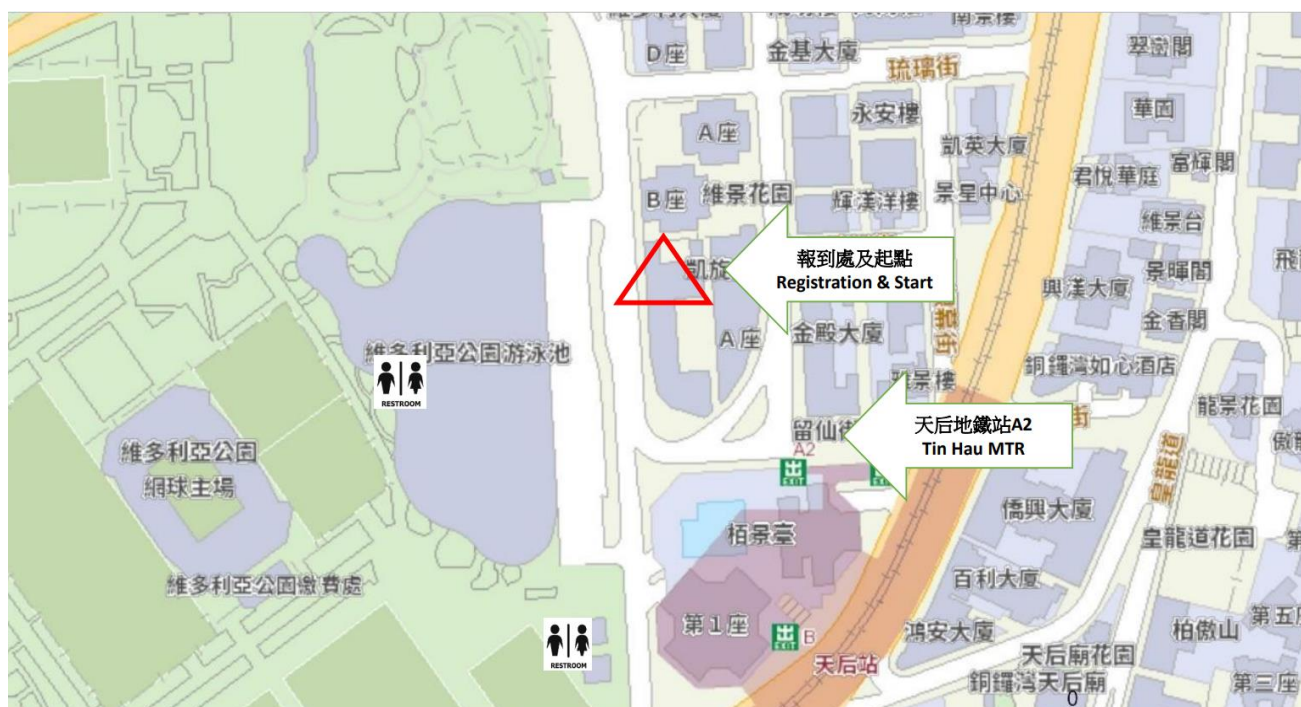 D座
金基大廈
南景樓
琉璃街
翠巒閣
華園
永安樓
A座
凱英大廈
富輝閣
君悅華庭
B座
維景花園
輝漢洋樓
景星中心
維景台
報到處及起點
Registration & Start
景暉閣
興漢大廈
金香閣
A座
金殿大廈
維多利亞公園游泳池
銅鑼灣如心酒店
RESTROOM
龍景花園
天后地鐵站A2
Tin Hau MTR
A2
出
EXIT
維多利亞公園
網球主場
皇龍道
栢景臺
僑興大廈
皇龍道花園
維多利亞公園繳費處
百利大廈
第1座
出
EXIT
B
鴻安大廈
柏傲山
RESTROOM
天后站
天后廟花園
銅鑼灣天后廟
第三座
0